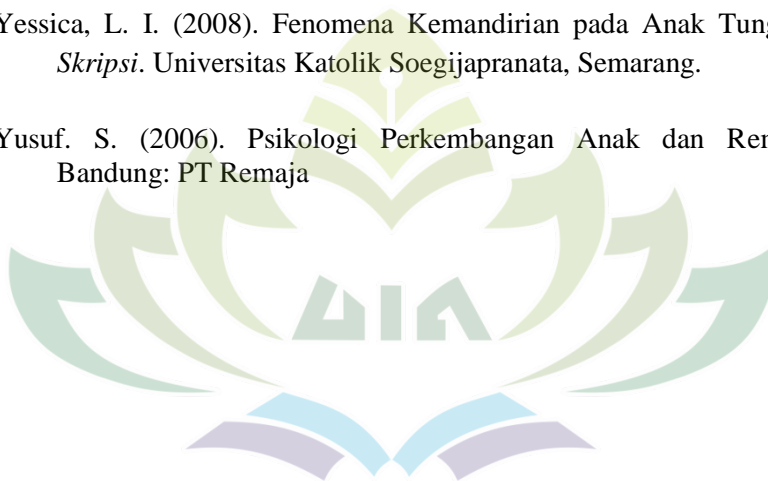 Yessica, L. I. (2008). Fenomena Kemandirian pada Anak Tung
Skripsi. Universitas Katolik Soegijapranata, Semarang.
Yusuf. S. (2006). Psikologi Perkembangan Anak dan Rem
Bandung: PT Remaja
UIN